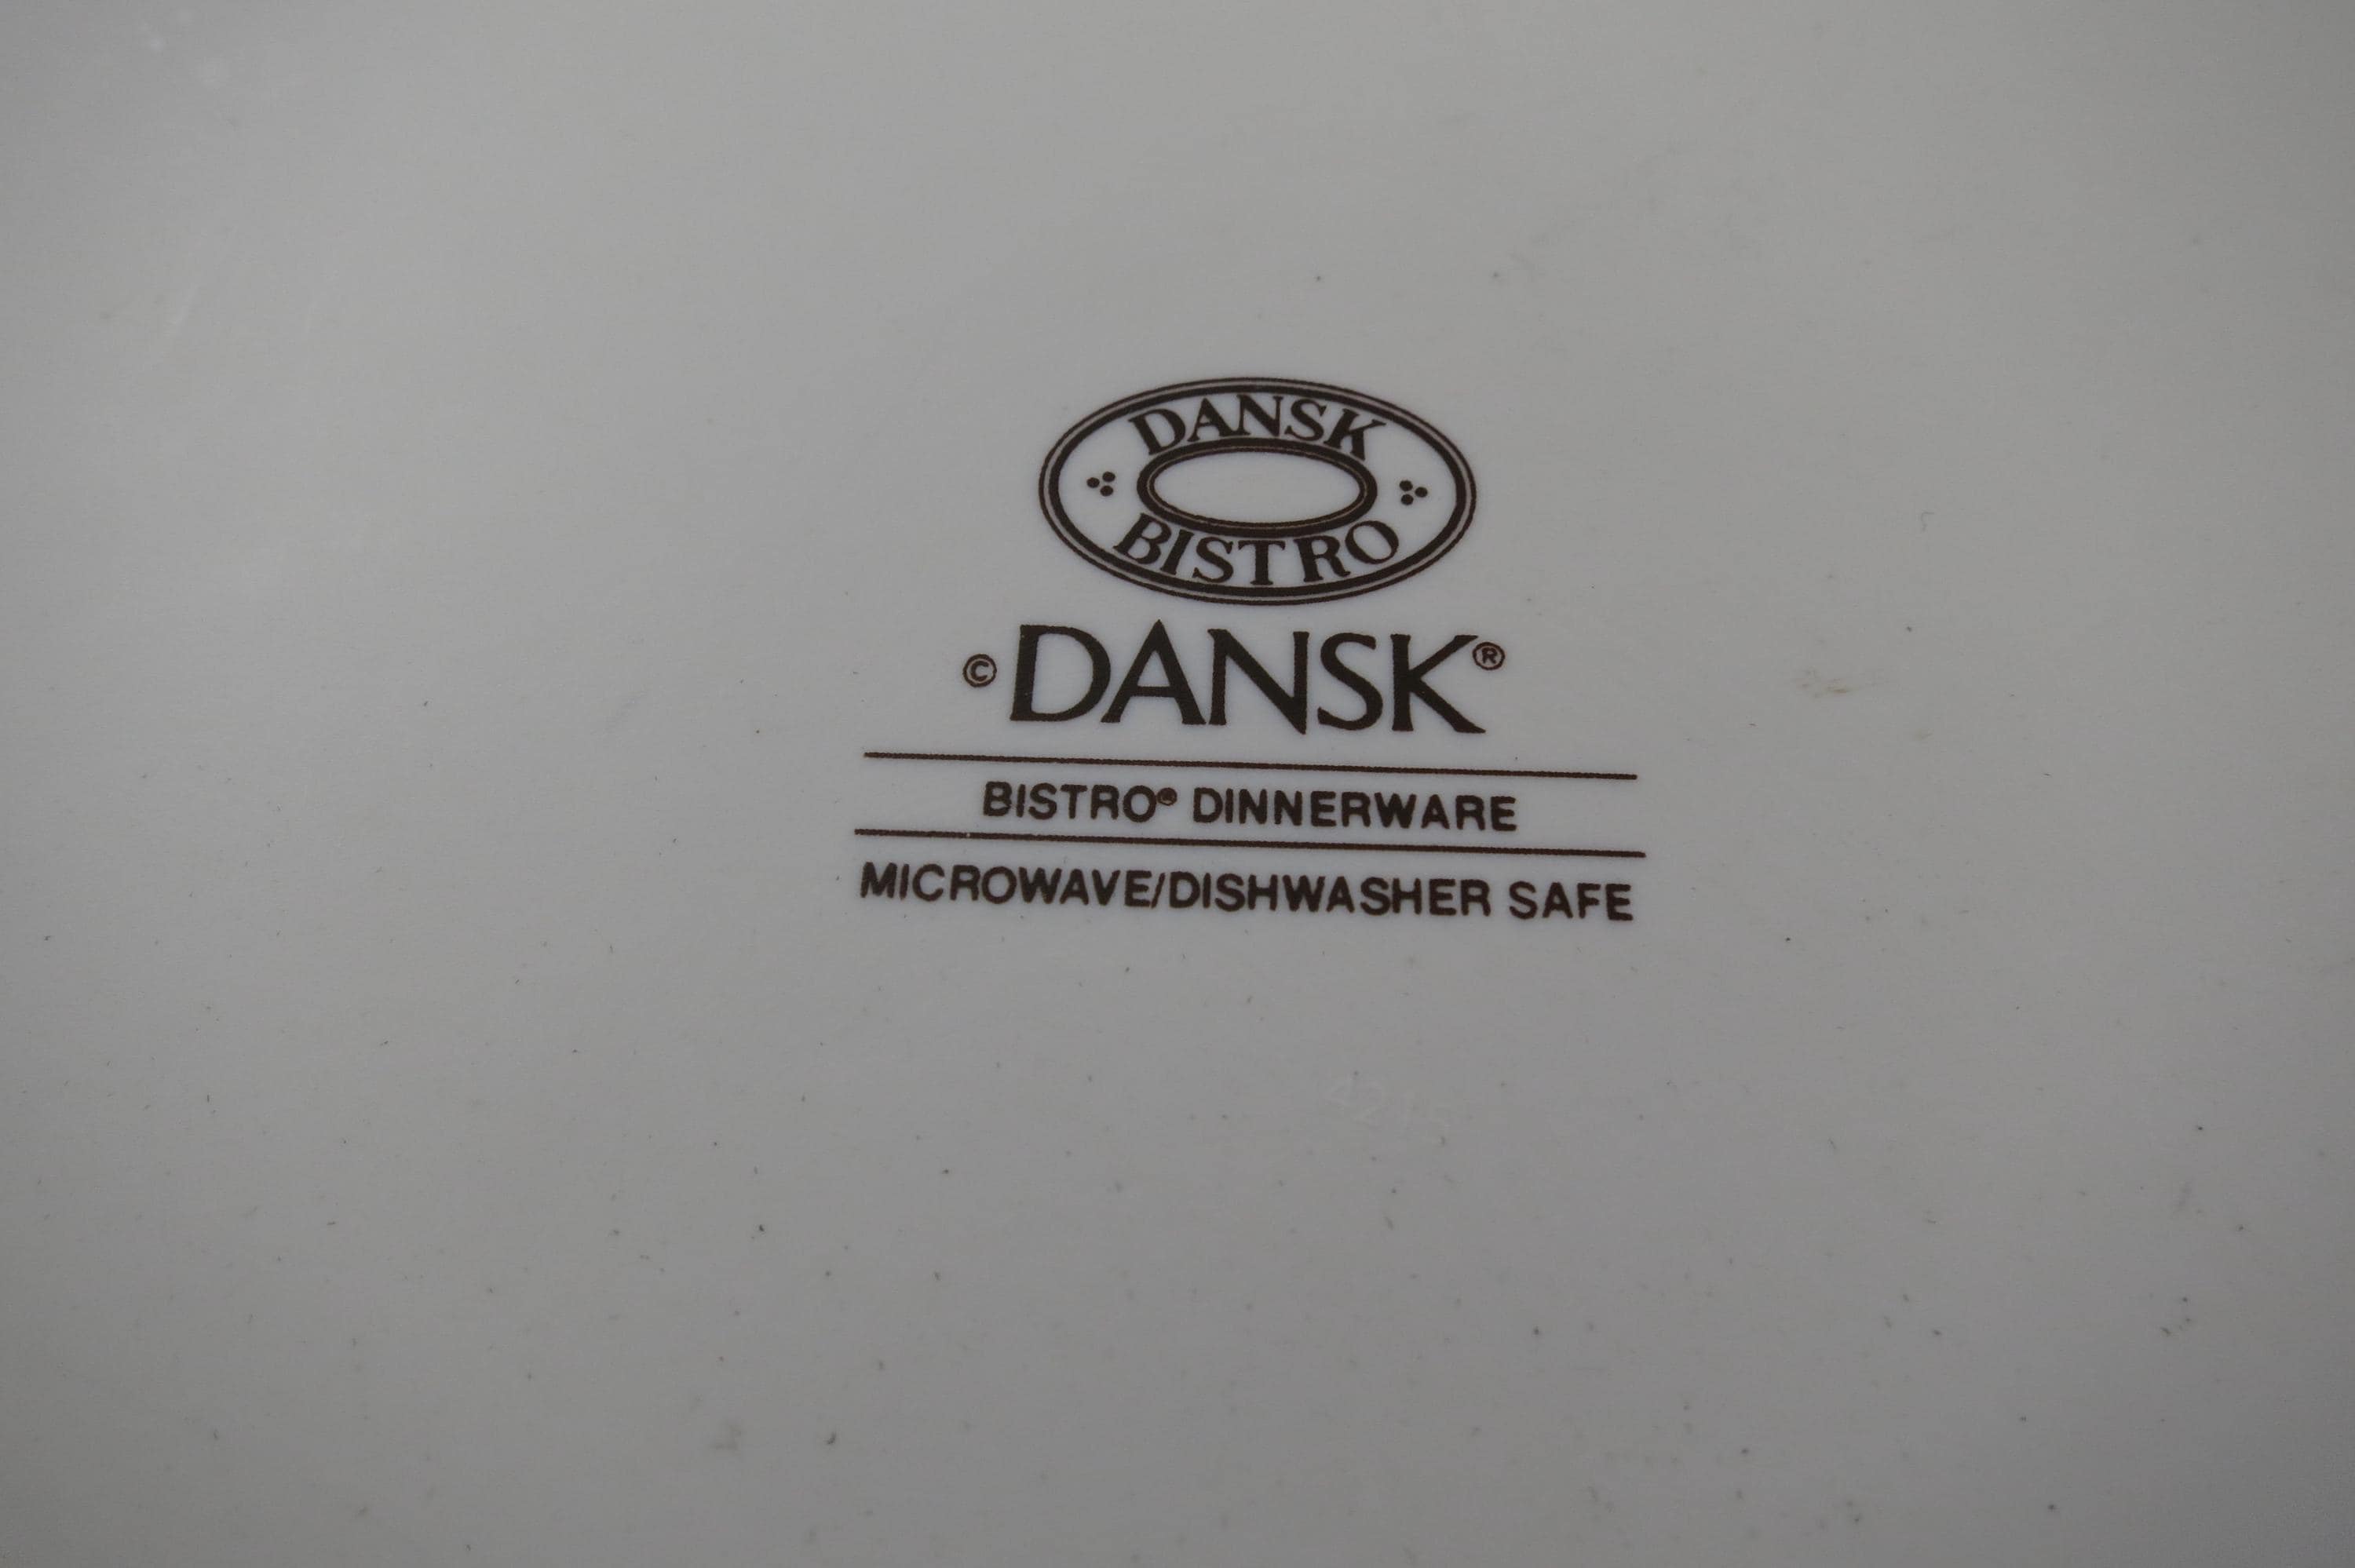 DANSK
BISTRO
© DANSK®
BISTRO® DINNERWARE
MICROWAVE/DISHWASHER SAFE